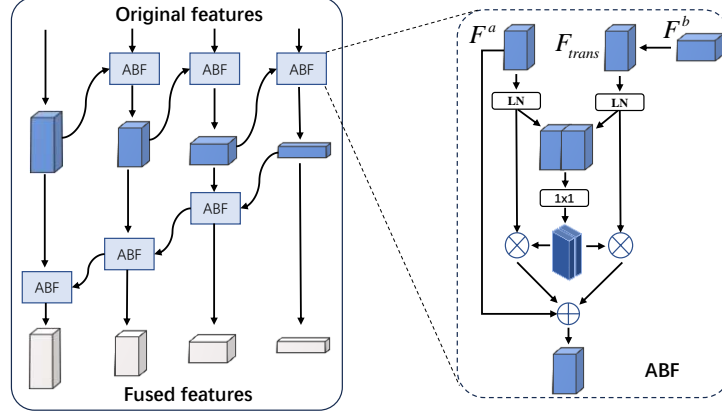 Original features
ABF
ABF
ABF
ABF
ABF
ABF
Fused features
F^a
F_trans
F^b
LN
LN
1x1
ABF